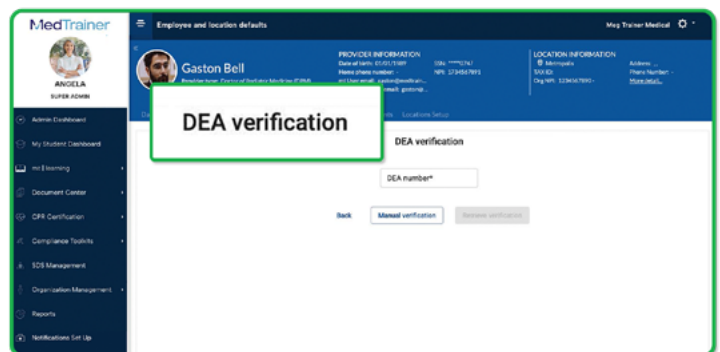 MedTrainer
Employee and location defaults
Meg Trainer Medical
ANGELA
SUPER ADMIN
Gaston Bell
PROVIDER INFORMATION
Date of birth: 01/01/1989
Home phone number: -
NPI: 1234567891
LOCATION INFORMATION
Metropolis
TAX ID:
Org NPI: 1234567890 -
Address: ...
Phone Number: -
More detail...
Locations Setup
DEA verification
DEA verification
DEA number*
Back
Manual verification
Remove verification
Admin Dashboard
My Student Dashboard
Document Center
CPR Certification
Compliance Toolkits
SDS Management
Organization Management
Reports
Notifications Set Up